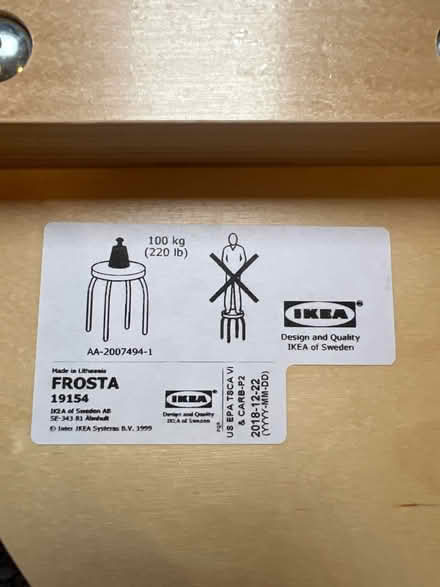 100 kg
(220 lb)
AA-2007494-1
IKEA®
Design and Quality
IKEA of Sweden
Made in Lithuania
FROSTA
19154
IKEA of Sweden AB
SE-343 81 Älmhult
© Inter IKEA Systems B.V. 1999
IKEA®
Design and Quality
IKEA of Sweden
US EPA TSCA VI
& CARB-P2
2018-12-22
(YYYY-MM-DD)